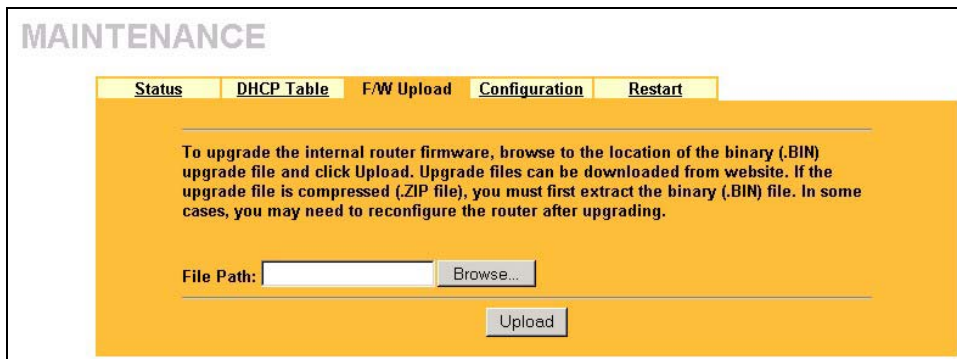 MAINTENANCE
Status DHCP Table F/W Upload Configuration Restart
To upgrade the internal router firmware, browse to the location of the binary (.BIN)
upgrade file and click Upload. Upgrade files can be downloaded from website. If the
upgrade file is compressed (.ZIP file), you must first extract the binary (.BIN) file. In some
cases, you may need to reconfigure the router after upgrading.
File Path: Browse...
Upload